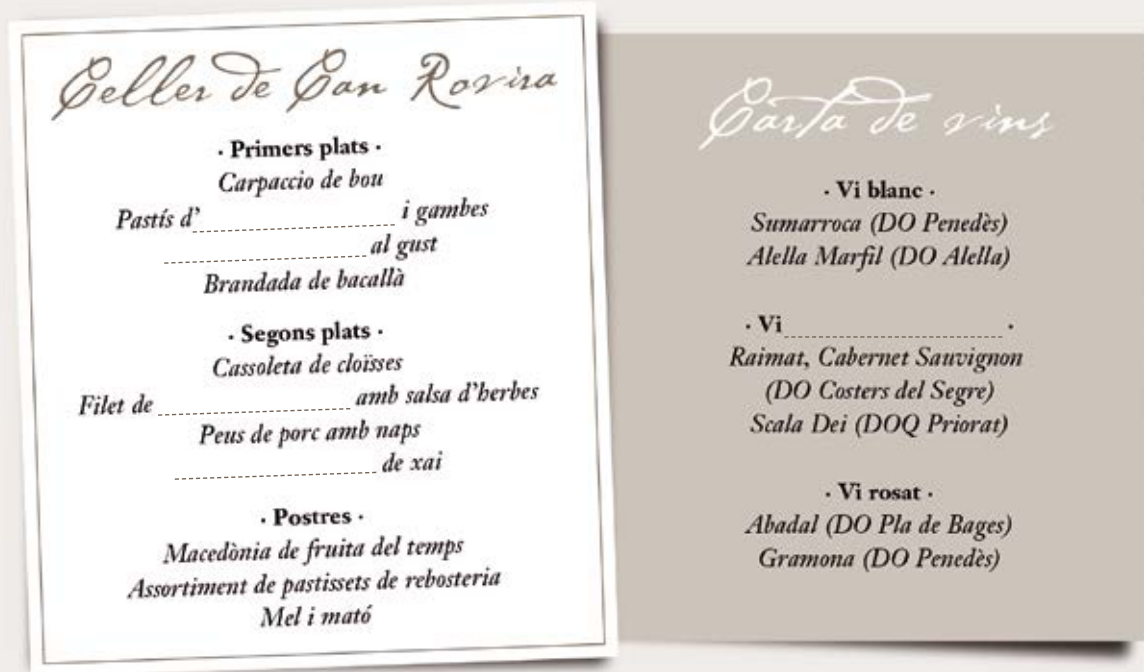 Celler de Can Rovira
· Primers plats ·
Carpaccio de bou
Pastís d' i gambes
al gust
Brandada de bacallà
· Segons plats ·
Cassoleta de cloïsses
Filet de amb salsa d'herbes
Peus de porc amb naps
de xai
· Postres ·
Macedònia de fruita del temps
Assortiment de pastissets de rebosteria
Mel i mató
Carta de vins
· Vi blanc ·
Sumarroca (DO Penedès)
Alella Marfil (DO Alella)
· Vi ·
Raimat, Cabernet Sauvignon
(DO Costers del Segre)
Scala Dei (DOQ Priorat)
· Vi rosat ·
Abadal (DO Pla de Bages)
Gramona (DO Penedès)